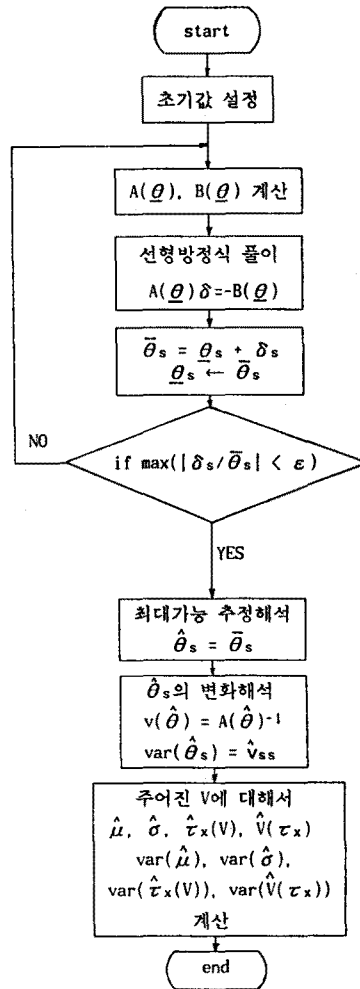 start
초기값 설정
A(θ), B(θ) 계산
선형방정식 풀이
A(θ)δ=-B(θ)
θ̄s = θs + δs
θs ← θ̄s
NO
if max(|δs/θ̄s| < ε)
YES
최대가능 추정해석
θ̂s = θ̄s
θ̂s의 변화해석
v(θ̂) = A(θ̂)⁻¹
var(θ̂s) = v̂ss
주어진 V에 대해서
μ̂, σ̂, τ̂x(V), V̂(τx)
var(μ̂), var(σ̂),
var(τ̂x(V)), var(V̂(τx))
계산
end